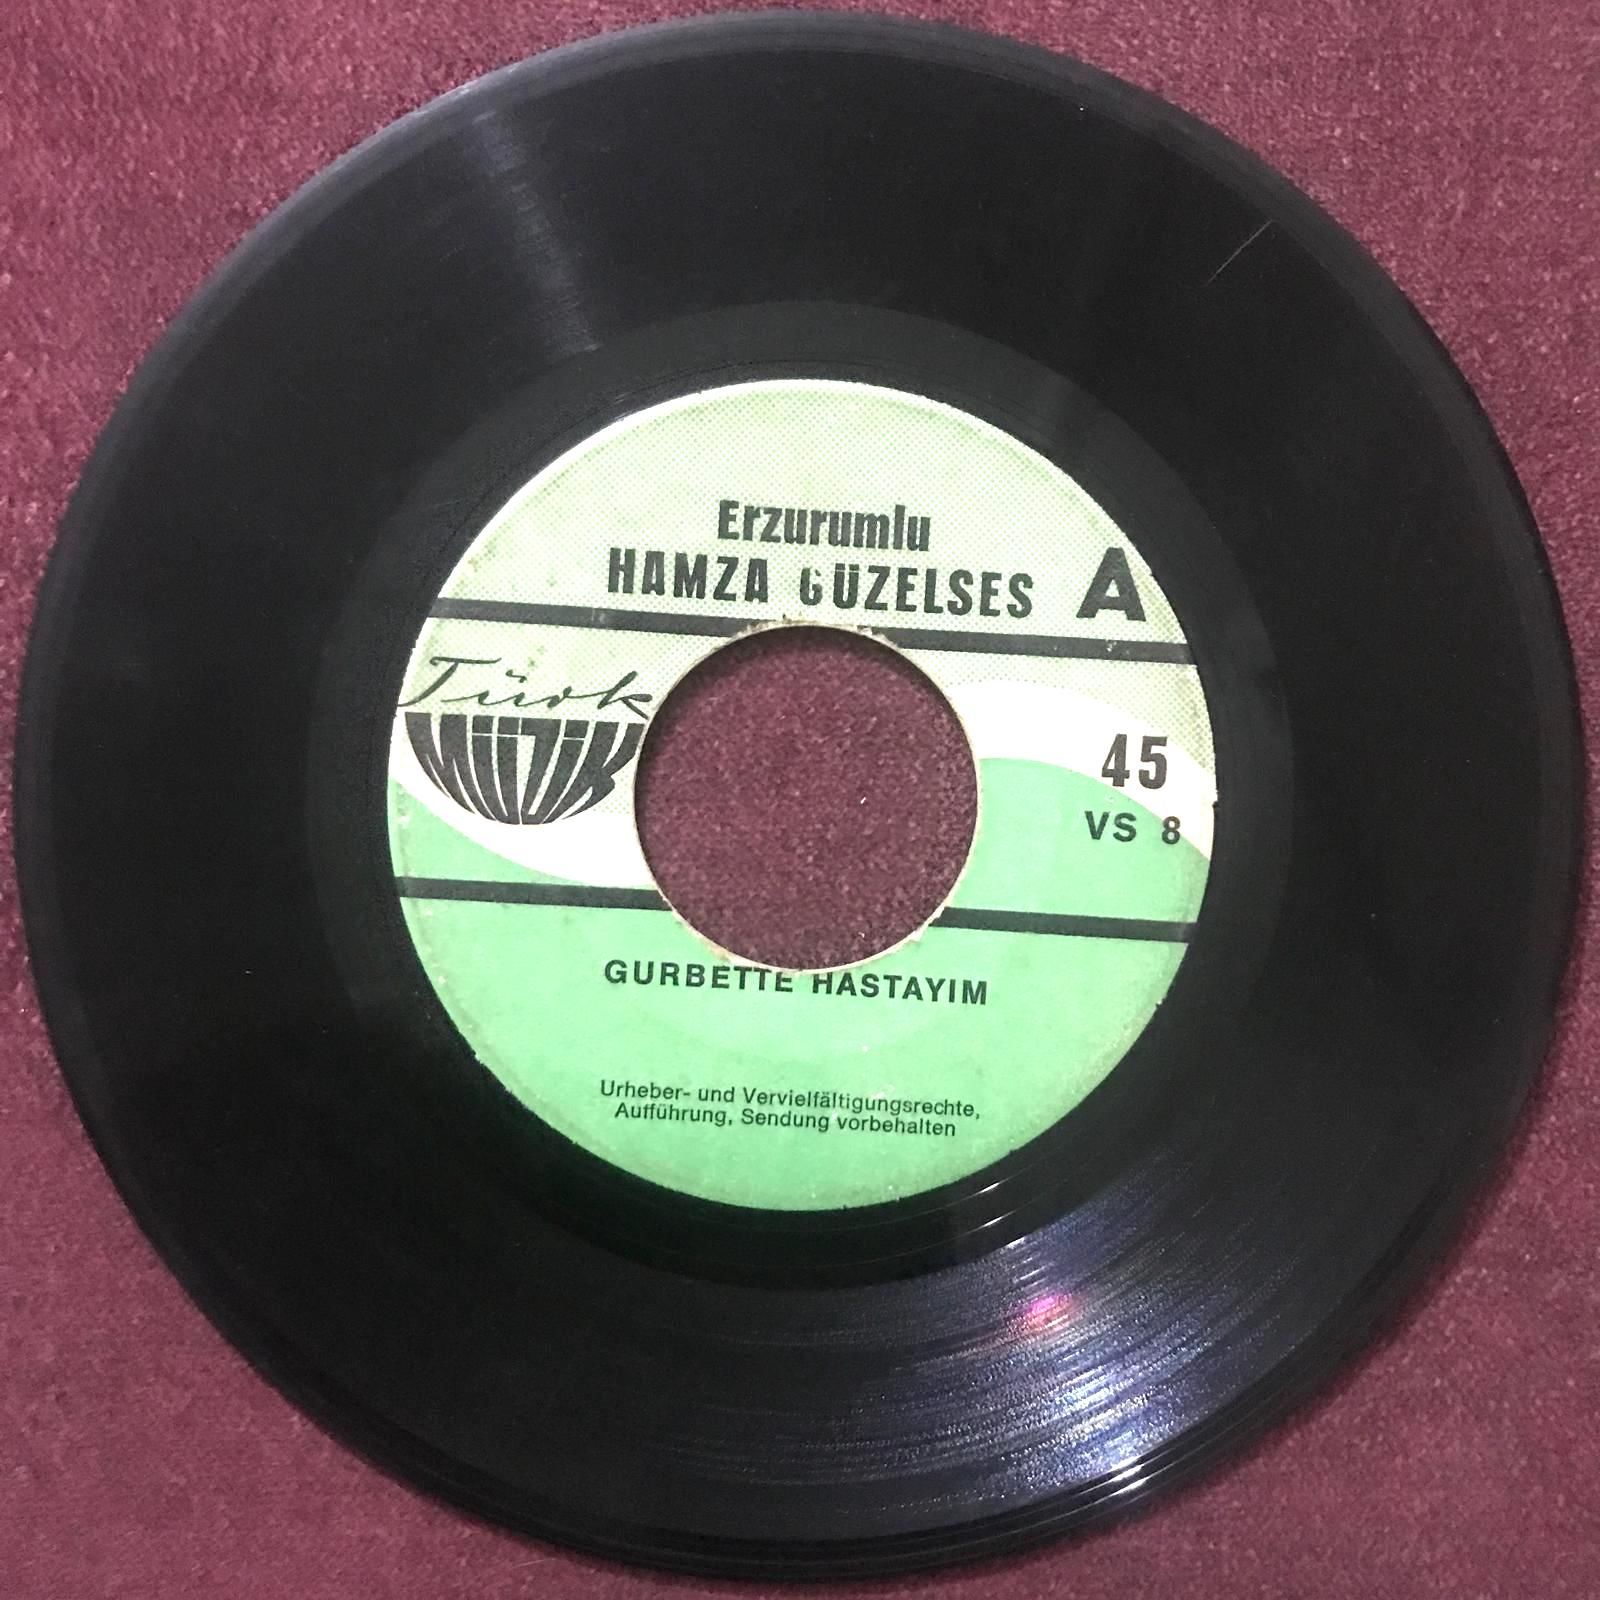 Erzurumlu
HAMZA GÜZELSES
A
Türk
MÜZİK
45
VS 8
GURBETTE HASTAYIM
Urheber- und Vervielfältigungsrechte,
Aufführung, Sendung vorbehalten